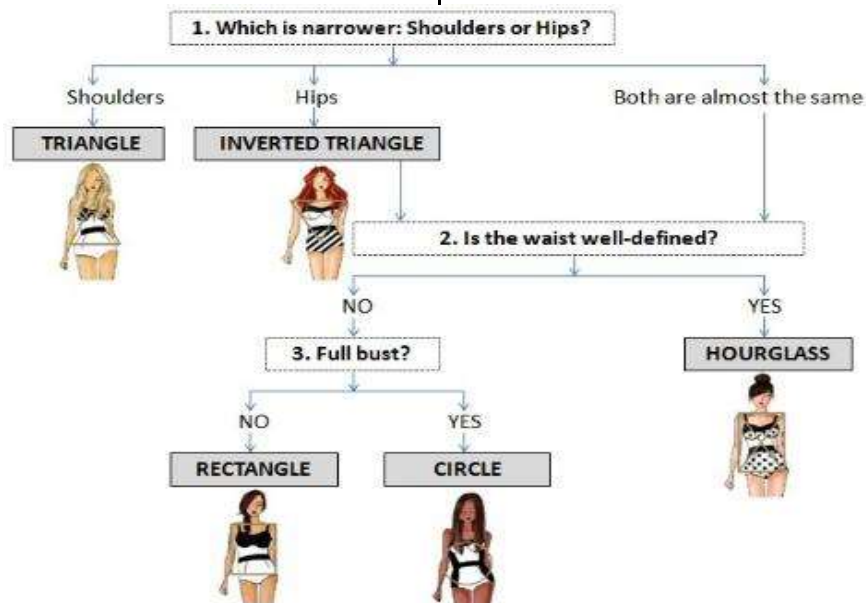 1. Which is narrower: Shoulders or Hips?
Shoulders
Hips
Both are almost the same
TRIANGLE
INVERTED TRIANGLE
2. Is the waist well-defined?
NO
YES
3. Full bust?
HOURGLASS
NO
YES
RECTANGLE
CIRCLE